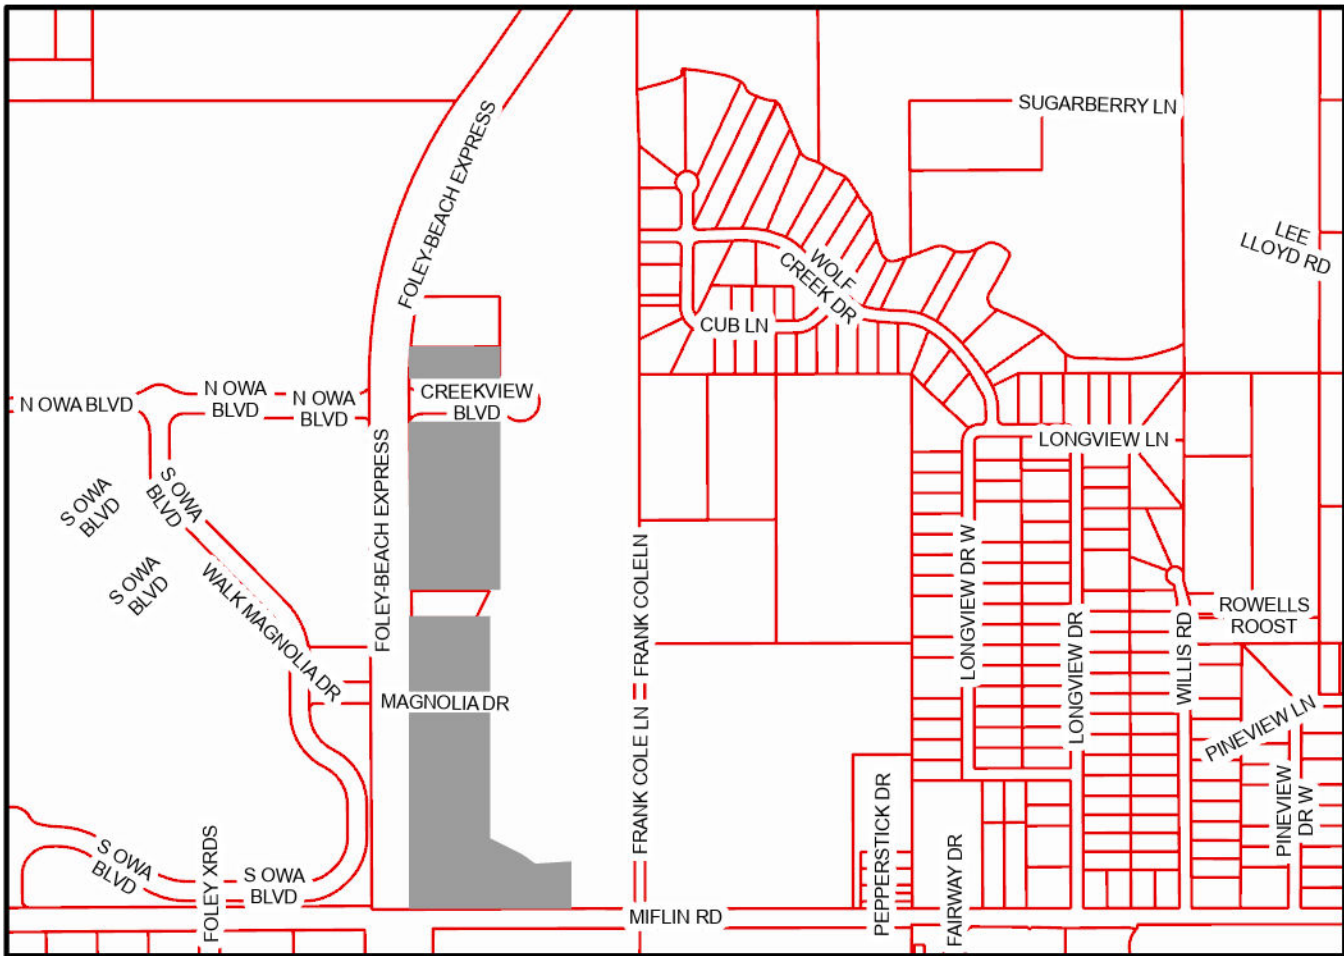 SUGARBERRY LN
FOLEY-BEACH EXPRESS
LEE
LLOYD RD
WOLF
CREEK DR
CUB LN
N OWA BLVD
N OWA
BLVD
N OWA
BLVD
CREEKVIEW
BLVD
LONGVIEW LN
FOLEY-BEACH EXPRESS
S OWA
BLVD
S OWA
BLVD
S OWA
BLVD
WALK MAGNOLIA DR
FRANK COLELN
LONGVIEW DR W
LONGVIEW DR
WILLIS RD
ROWELLS
ROOST
MAGNOLIA DR
FRANK COLE LN
PINEVIEW LN
PINEVIEW
DR W
PEPPERSTICK DR
FAIRWAY DR
S OWA
BLVD
FOLEY XRDS
S OWA
BLVD
MIFLIN RD